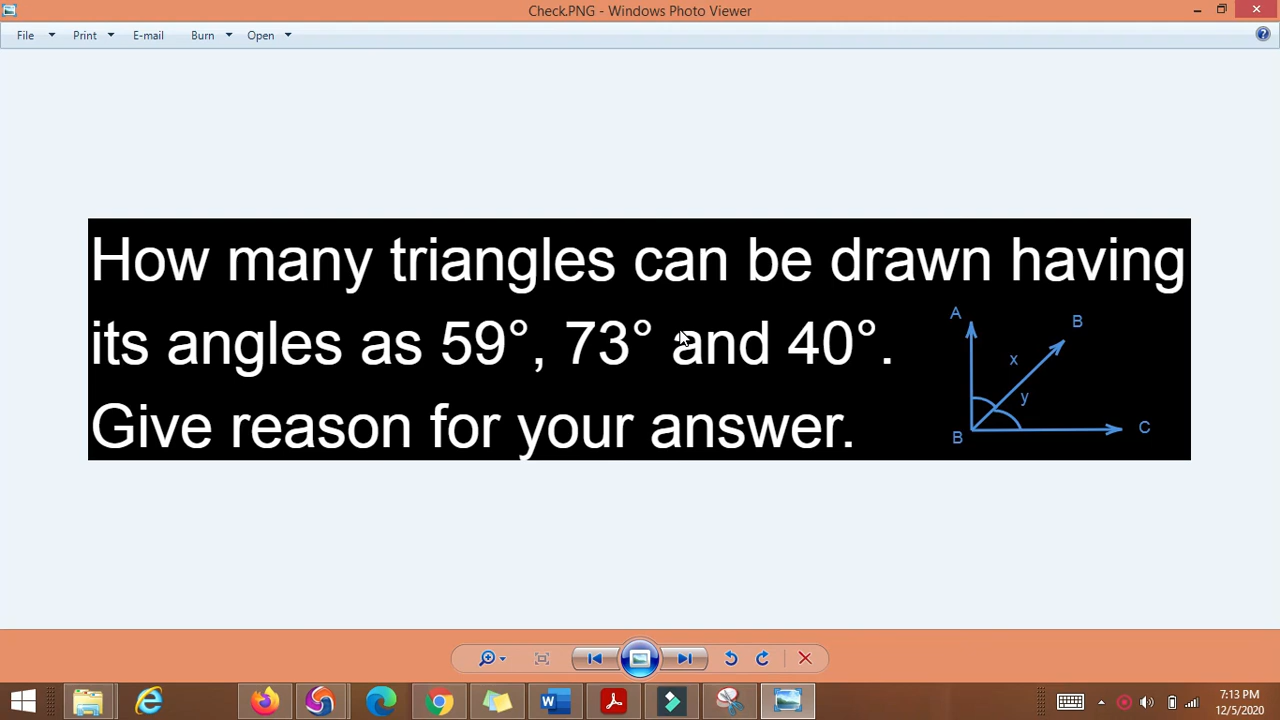 Check.PNG - Windows Photo Viewer
File Print E-mail Burn Open
How many triangles can be drawn having
its angles as 59°, 73° and 40°.
Give reason for your answer.
A
B
x
y
B
C
7:13 PM
12/5/2020